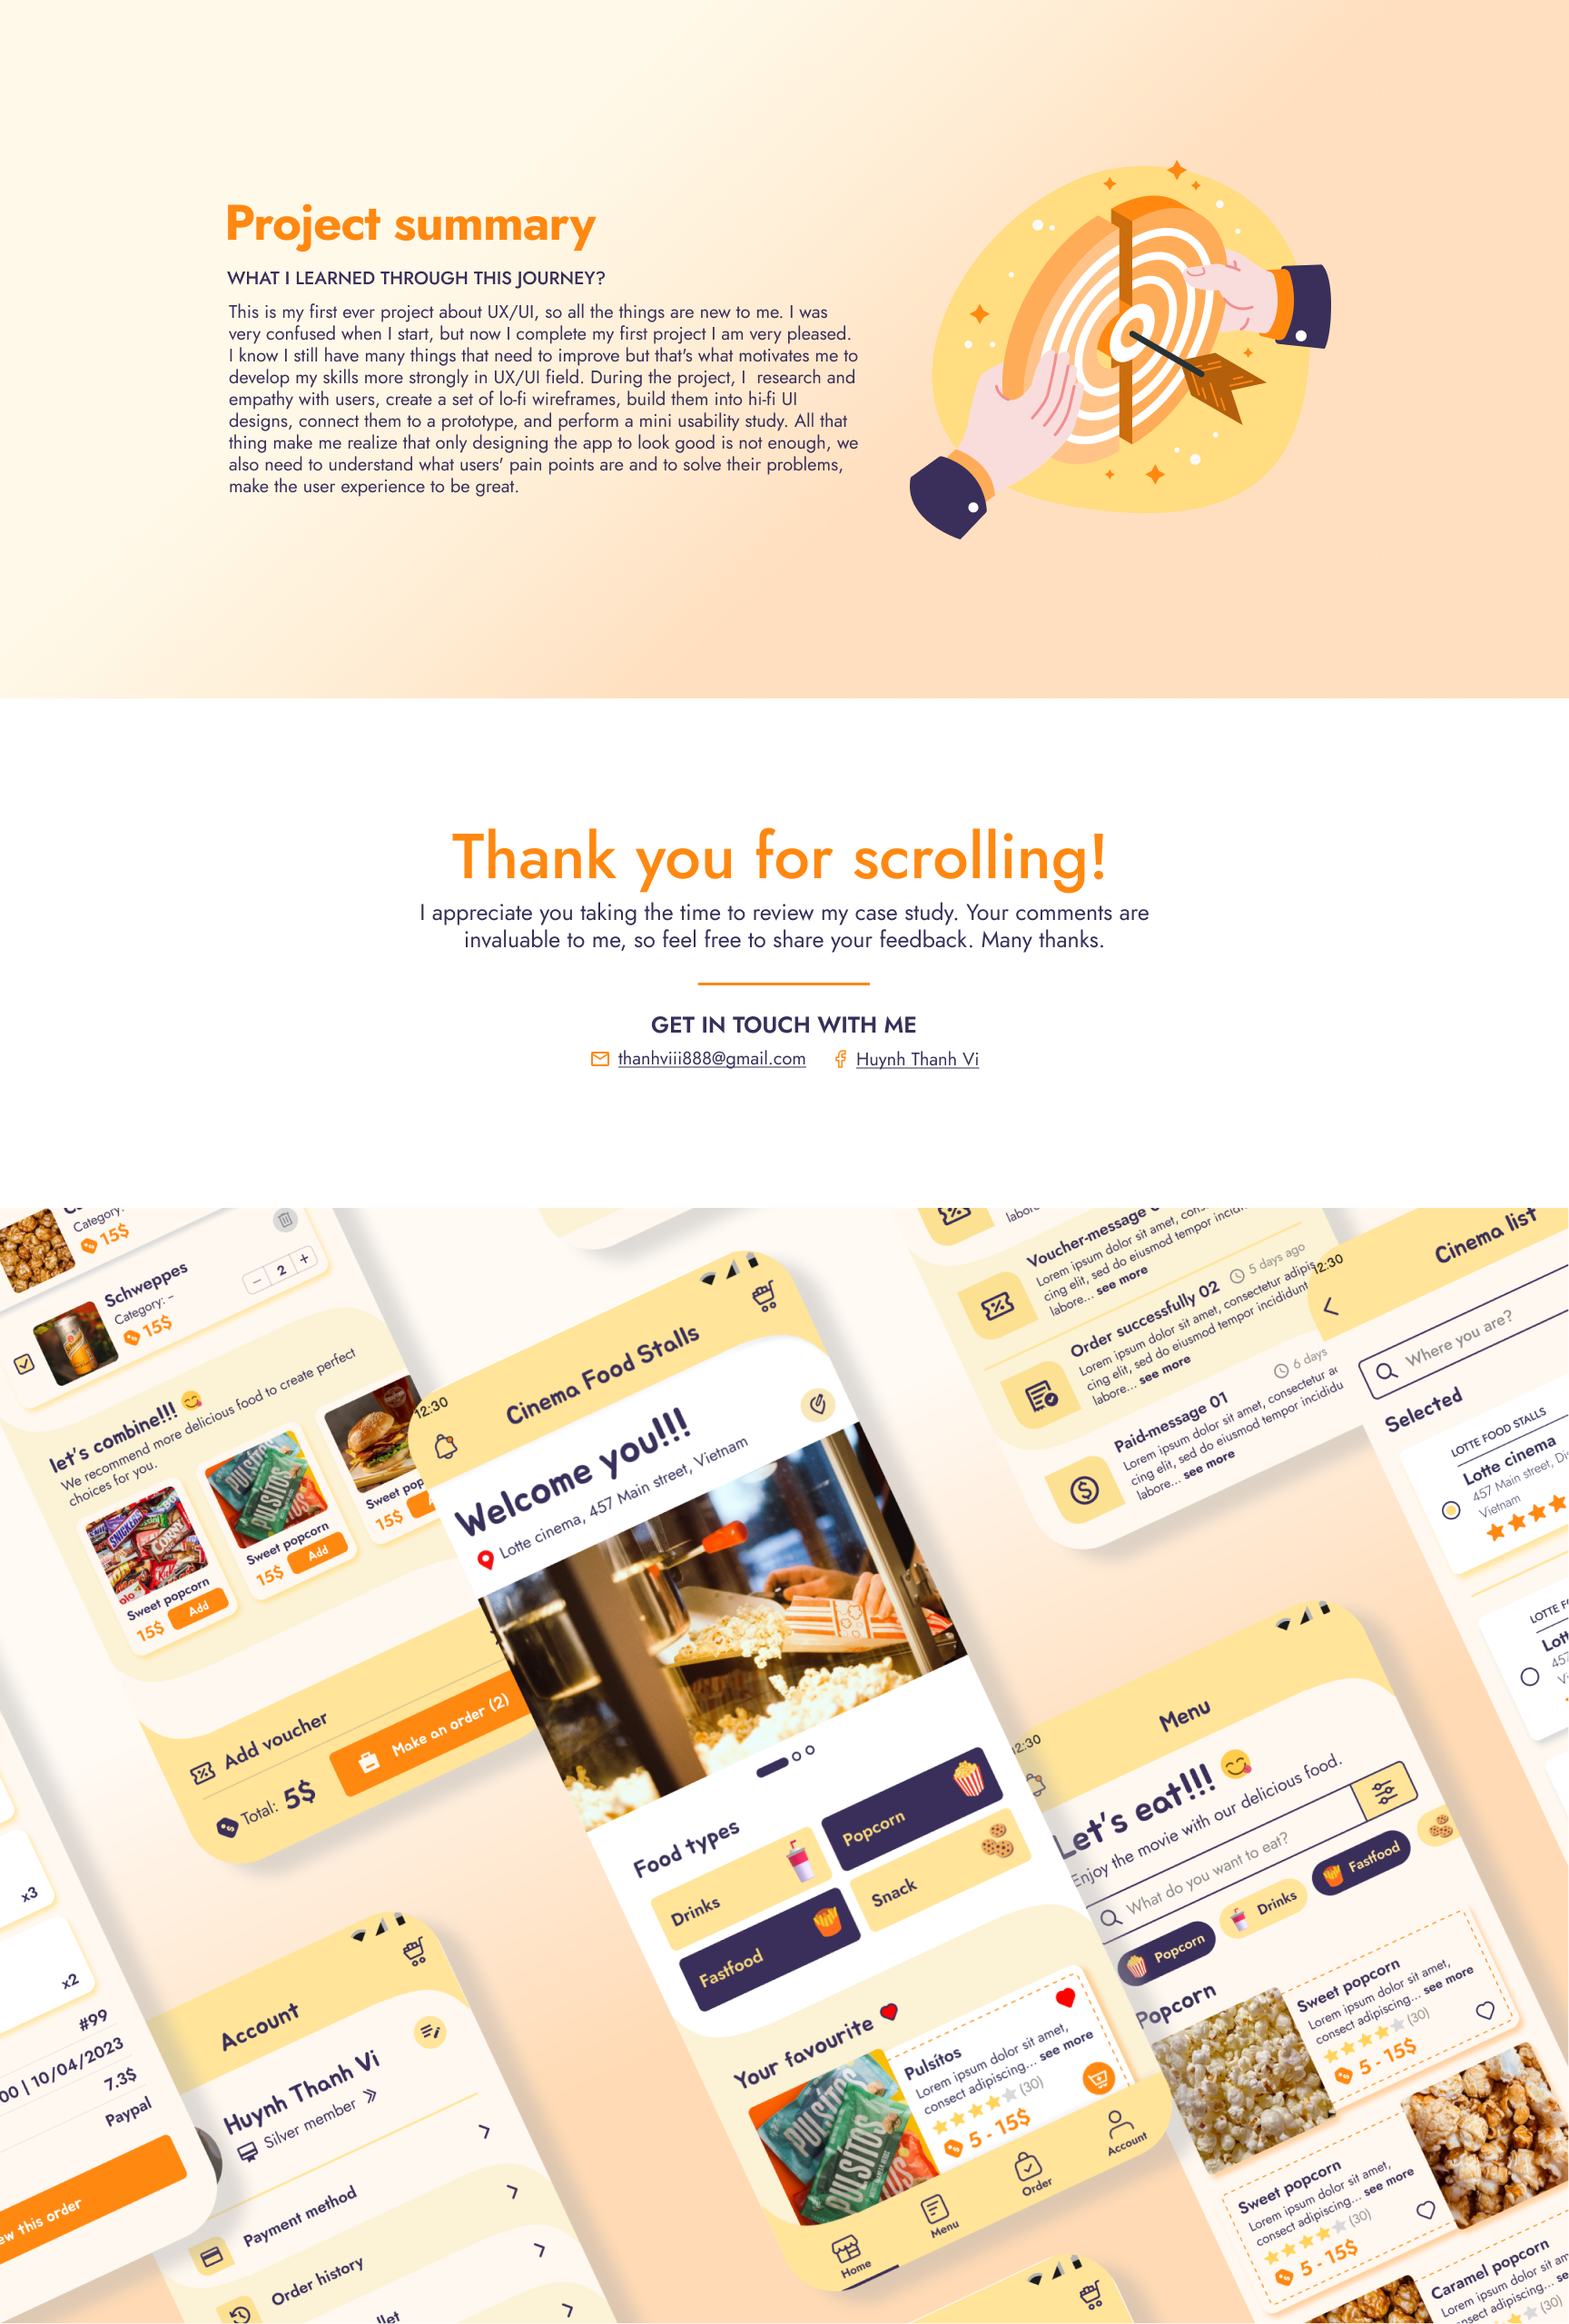 Project summary
WHAT I LEARNED THROUGH THIS JOURNEY?
This is my first ever project about UX/UI, so all the things are new to me. I was
very confused when I start, but now I complete my first project I am very pleased.
I know I still have many things that need to improve but that's what motivates me to
develop my skills more strongly in UX/UI field. During the project, I  research and
empathy with users, create a set of lo-fi wireframes, build them into hi-fi UI
designs, connect them to a prototype, and perform a mini usability study. All that
thing make me realize that only designing the app to look good is not enough, we
also need to understand what users' pain points are and to solve their problems,
make the user experience to be great.
Thank you for scrolling!
I appreciate you taking the time to review my case study. Your comments are
invaluable to me, so feel free to share your feedback. Many thanks.
GET IN TOUCH WITH ME
thanhviii888@gmail.com
Huynh Thanh Vi
Category:
15$
Schweppes
Category: –
15$
– 2 +
let's combine!!!
We recommend more delicious food to create perfect
choices for you.
SNICKERS
Sweet popcorn
15$ Add
PULSITOS
Sweet popcorn
15$ Add
Sweet pop
15$
Add voucher
Total: 5$
Make an order (2)
x3
x2
#99
00 | 10/04/2023
7.3$
Paypal
ew this order
Account
Huynh Thanh Vi
Silver member
Payment method
Order history
llet
12:30
Cinema Food Stalls
Welcome you!!!
Lotte cinema, 457 Main street, Vietnam
Food types
Drinks
Popcorn
Fastfood
Snack
Your favourite
PULSITOS
PULSITOS
Pulsítos
Lorem ipsum dolor sit amet,
consect adipiscing... see more
(30)
5 - 15$
Home
Menu
Order
Account
labore
Voucher-message
Lorem ipsum dolor sit amet, cons
cing elit, sed do eiusmod tempor incidi
labore... see more
Order successfully 02
5 days ago
Lorem ipsum dolor sit amet, consectetur adipis
cing elit, sed do eiusmod tempor incididunt
labore... see more
Paid-message 01
6 days
Lorem ipsum dolor sit amet, consectetur a
cing elit, sed do eiusmod tempor incididu
labore... see more
12:30
Cinema list
Where you are?
Selected
LOTTE FOOD STALLS
Lotte cinema
457 Main street, Di
Vietnam
LOTTE F
Lott
457
12:30
Menu
Let's eat!!!
Enjoy the movie with our delicious food.
What do you want to eat?
Popcorn
Drinks
Fastfood
Popcorn
Sweet popcorn
Lorem ipsum dolor sit amet,
consect adipiscing... see more
(30)
5 - 15$
Sweet popcorn
Lorem ipsum dolor sit amet,
consect adipiscing... see more
(30)
5 - 15$
Caramel popcorn
Lorem ipsum dolor sit am
consect adipiscing... se
(30)